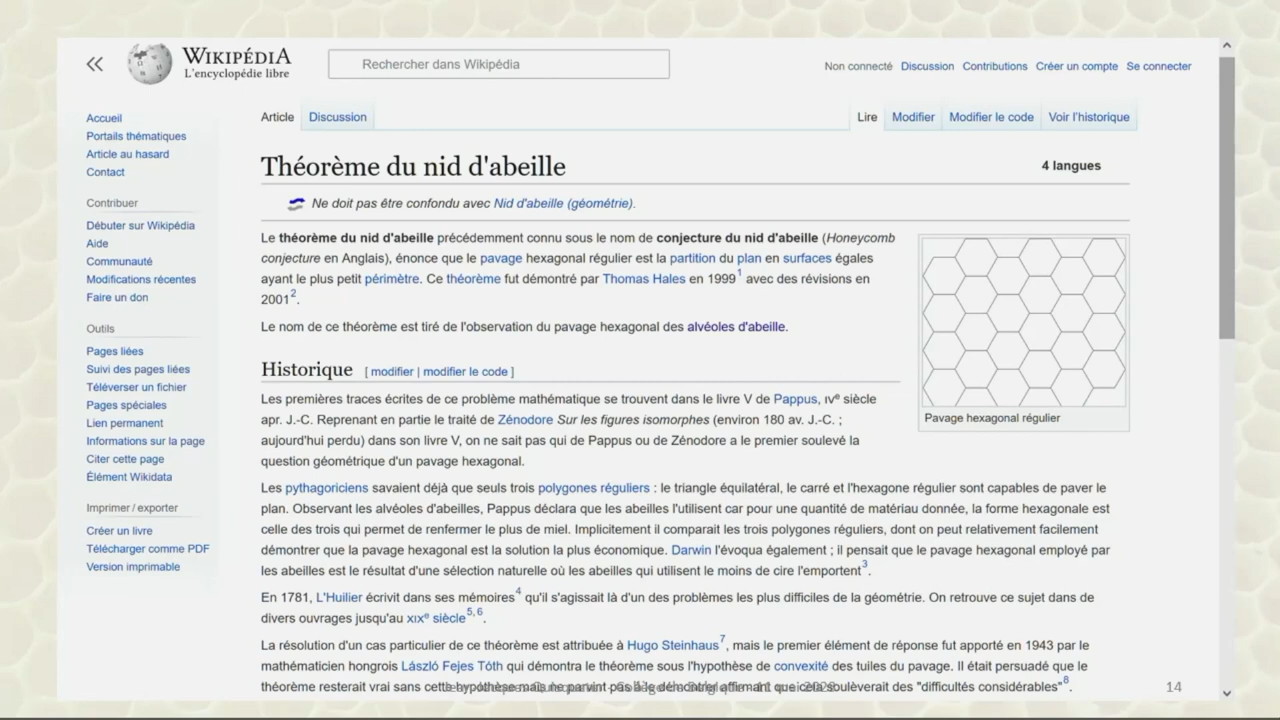 WIKIPÉDIA
L'encyclopédie libre
Rechercher dans Wikipédia
Non connecté Discussion Contributions Créer un compte Se connecter
Accueil
Portails thématiques
Article au hasard
Contact
Contribuer
Débuter sur Wikipédia
Aide
Communauté
Modifications récentes
Faire un don
Outils
Pages liées
Suivi des pages liées
Téléverser un fichier
Pages spéciales
Lien permanent
Informations sur la page
Citer cette page
Élément Wikidata
Imprimer / exporter
Créer un livre
Télécharger comme PDF
Version imprimable
Article Discussion Lire Modifier Modifier le code Voir l'historique
Théorème du nid d'abeille 4 langues
Ne doit pas être confondu avec Nid d'abeille (géométrie).
Le théorème du nid d'abeille précédemment connu sous le nom de conjecture du nid d'abeille (Honeycomb
conjecture en Anglais), énonce que le pavage hexagonal régulier est la partition du plan en surfaces égales
ayant le plus petit périmètre. Ce théorème fut démontré par Thomas Hales en 1999¹ avec des révisions en
2001².
Le nom de ce théorème est tiré de l'observation du pavage hexagonal des alvéoles d'abeille.
Pavage hexagonal régulier
Historique [ modifier | modifier le code ]
Les premières traces écrites de ce problème mathématique se trouvent dans le livre V de Pappus, IVe siècle
apr. J.-C. Reprenant en partie le traité de Zénodore Sur les figures isomorphes (environ 180 av. J.-C. ;
aujourd'hui perdu) dans son livre V, on ne sait pas qui de Pappus ou de Zénodore a le premier soulevé la
question géométrique d'un pavage hexagonal.
Les pythagoriciens savaient déjà que seuls trois polygones réguliers : le triangle équilatéral, le carré et l'hexagone régulier sont capables de paver le
plan. Observant les alvéoles d'abeilles, Pappus déclara que les abeilles l'utilisent car pour une quantité de matériau donnée, la forme hexagonale est
celle des trois qui permet de renfermer le plus de miel. Implicitement il comparait les trois polygones réguliers, dont on peut relativement facilement
démontrer que la pavage hexagonal est la solution la plus économique. Darwin l'évoqua également ; il pensait que le pavage hexagonal employé par
les abeilles est le résultat d'une sélection naturelle où les abeilles qui utilisent le moins de cire l'emportent³.
En 1781, L'Huilier écrivit dans ses mémoires⁴ qu'il s'agissait là d'un des problèmes les plus difficiles de la géométrie. On retrouve ce sujet dans de
divers ouvrages jusqu'au XIXe siècle⁵,⁶.
La résolution d'un cas particulier de ce théorème est attribuée à Hugo Steinhaus⁷, mais le premier élément de réponse fut apporté en 1943 par le
mathématicien hongrois László Fejes Tóth qui démontra le théorème sous l'hypothèse de convexité des tuiles du pavage. Il était persuadé que le
théorème resterait vrai sans cette hypothèse mais affirmant que cela soulèverait des "difficultés considérables"⁸.
14